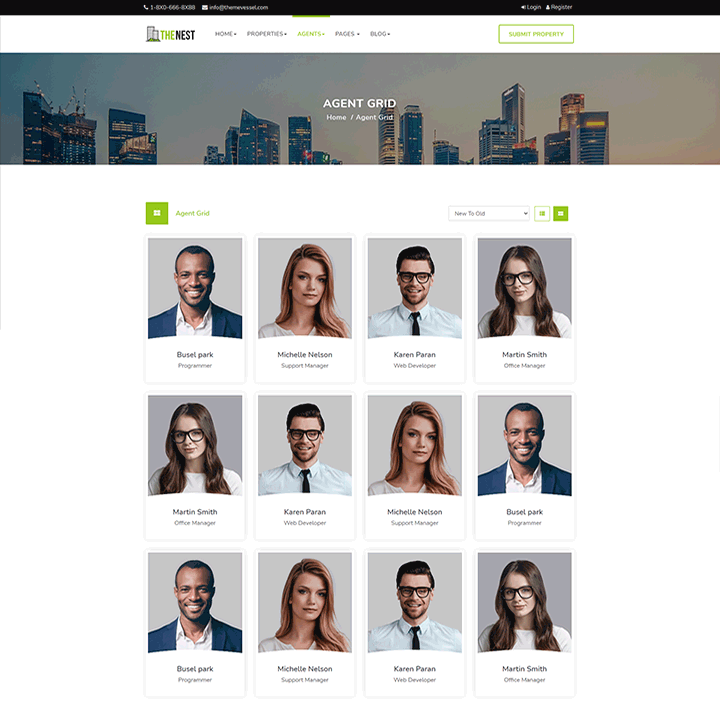 1-8X0-666-8X88 info@themevessel.com Login Register
THENEST HOME PROPERTIES AGENTS PAGES BLOG SUBMIT PROPERTY
AGENT GRID
Home / Agent Grid
Agent Grid New To Old
Busel park Michelle Nelson Karen Paran Martin Smith
Programmer Support Manager Web Developer Office Manager
Martin Smith Karen Paran Michelle Nelson Busel park
Office Manager Web Developer Support Manager Programmer
Busel park Michelle Nelson Karen Paran Martin Smith
Programmer Support Manager Web Developer Office Manager